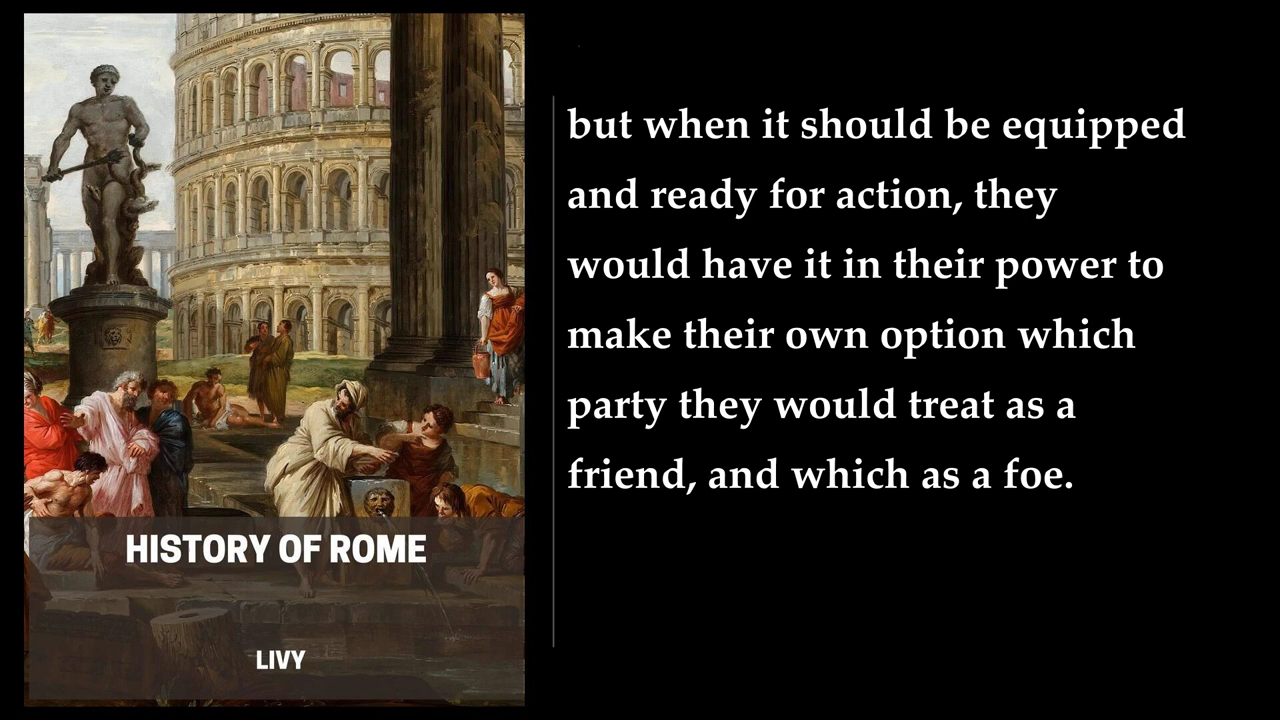 HISTORY OF ROME
LIVY
but when it should be equipped
and ready for action, they
would have it in their power to
make their own option which
party they would treat as a
friend, and which as a foe.